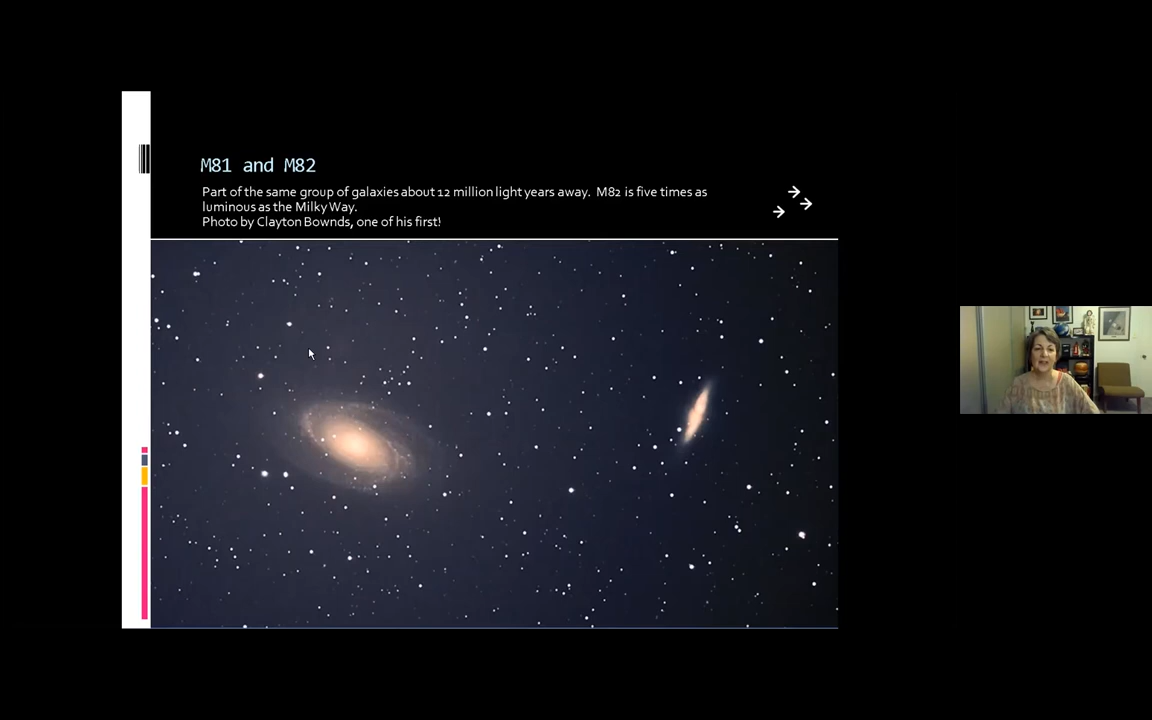 M81 and M82
Part of the same group of galaxies about 12 million light years away. M82 is five times as
luminous as the Milky Way.
Photo by Clayton Bownds, one of his first!